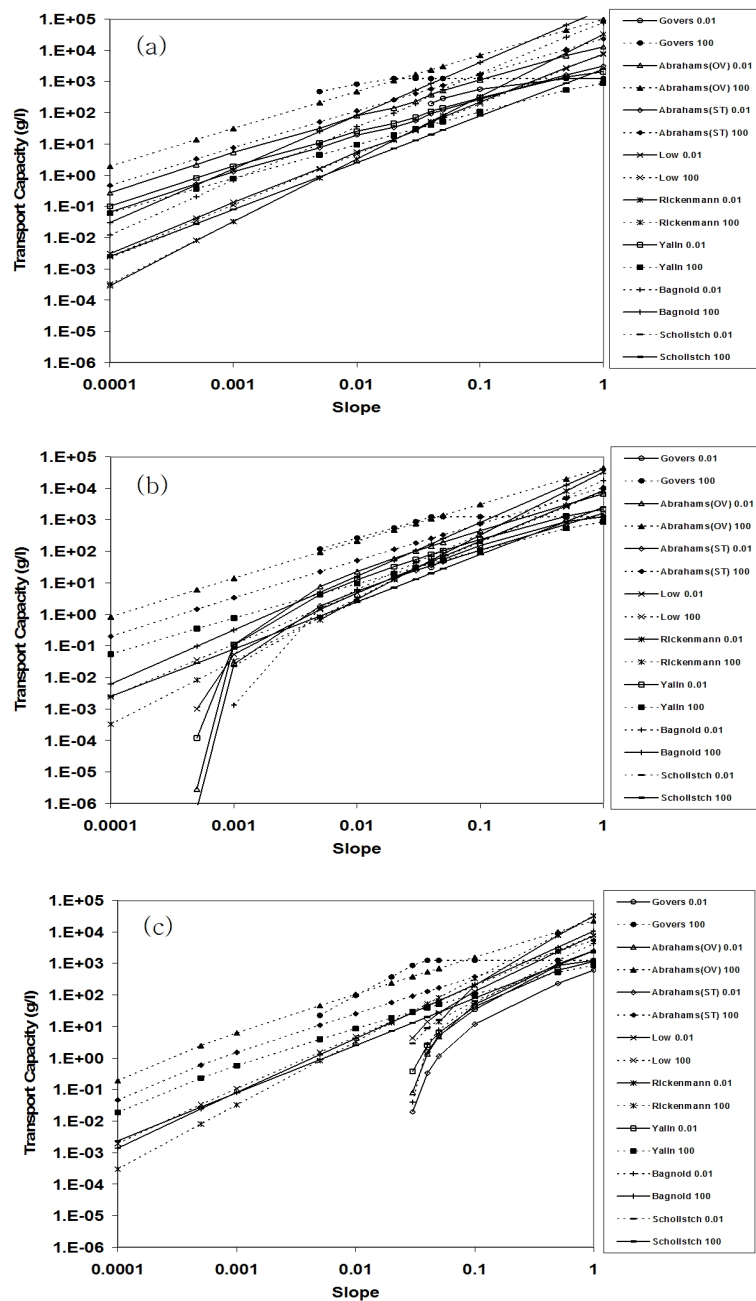 (a)
Transport Capacity (g/l)
1.E+05
1.E+04
1.E+03
1.E+02
1.E+01
1.E+00
1.E-01
1.E-02
1.E-03
1.E-04
1.E-05
1.E-06
0.0001
0.001
0.01
0.1
1
Slope
Govers 0.01
Govers 100
Abrahams(OV) 0.01
Abrahams(OV) 100
Abrahams(ST) 0.01
Abrahams(ST) 100
Low 0.01
Low 100
Rickenmann 0.01
Rickenmann 100
Yalin 0.01
Yalin 100
Bagnold 0.01
Bagnold 100
Schollstch 0.01
Schollstch 100
(b)
Transport Capacity (g/l)
1.E+05
1.E+04
1.E+03
1.E+02
1.E+01
1.E+00
1.E-01
1.E-02
1.E-03
1.E-04
1.E-05
1.E-06
0.0001
0.001
0.01
0.1
1
Slope
Govers 0.01
Govers 100
Abrahams(OV) 0.01
Abrahams(OV) 100
Abrahams(ST) 0.01
Abrahams(ST) 100
Low 0.01
Low 100
Rickenmann 0.01
Rickenmann 100
Yalin 0.01
Yalin 100
Bagnold 0.01
Bagnold 100
Schollstch 0.01
Schollstch 100
(c)
Transport Capacity (g/l)
1.E+05
1.E+04
1.E+03
1.E+02
1.E+01
1.E+00
1.E-01
1.E-02
1.E-03
1.E-04
1.E-05
1.E-06
0.0001
0.001
0.01
0.1
1
Slope
Govers 0.01
Govers 100
Abrahams(OV) 0.01
Abrahams(OV) 100
Abrahams(ST) 0.01
Abrahams(ST) 100
Low 0.01
Low 100
Rickenmann 0.01
Rickenmann 100
Yalin 0.01
Yalin 100
Bagnold 0.01
Bagnold 100
Schollstch 0.01
Schollstch 100